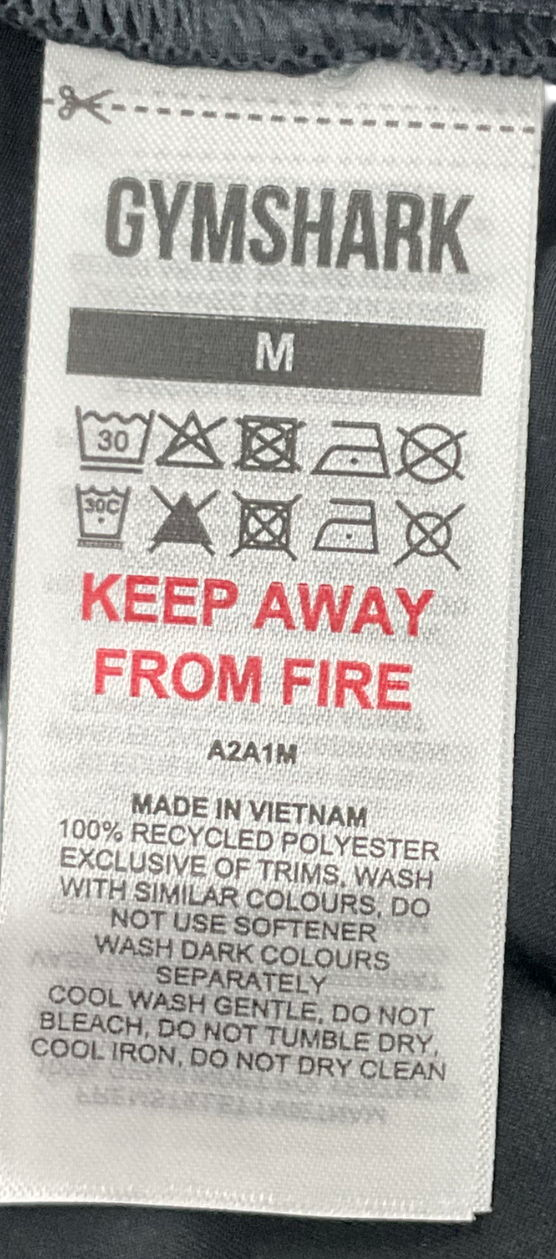 GYMSHARK
M
30
30C
KEEP AWAY
FROM FIRE
A2A1M
MADE IN VIETNAM
100% RECYCLED POLYESTER
EXCLUSIVE OF TRIMS, WASH
WITH SIMILAR COLOURS, DO
NOT USE SOFTENER
WASH DARK COLOURS
SEPARATELY
COOL WASH GENTLE, DO NOT
BLEACH, DO NOT TUMBLE DRY,
COOL IRON, DO NOT DRY CLEAN